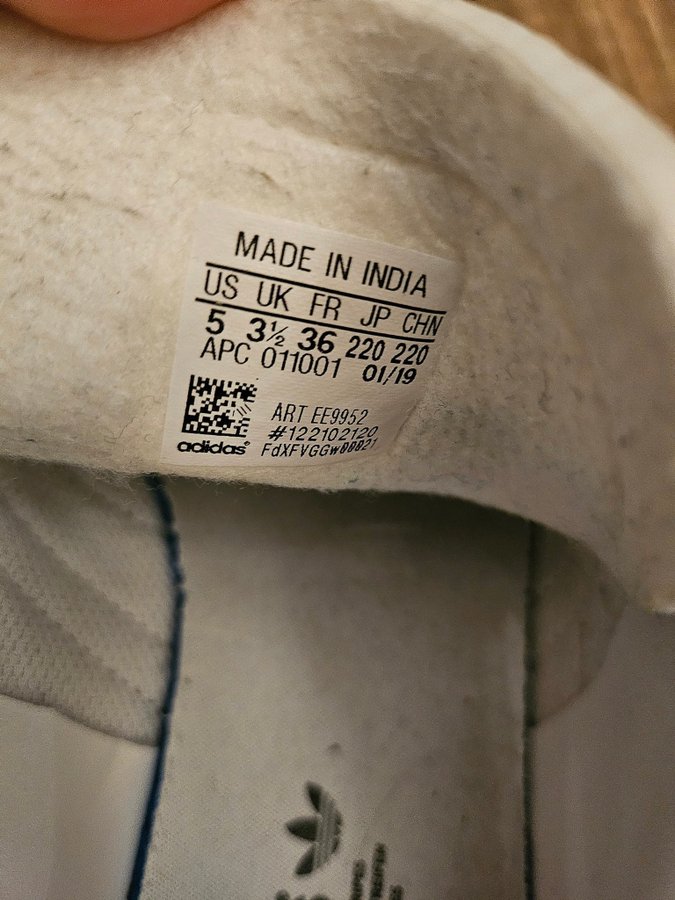 MADE IN INDIA
US UK FR JP CHN
5 3½ 36 220 220
APC 011001 01/19
ART EE9952
#122102120
adidas® FdXFVGGw00021